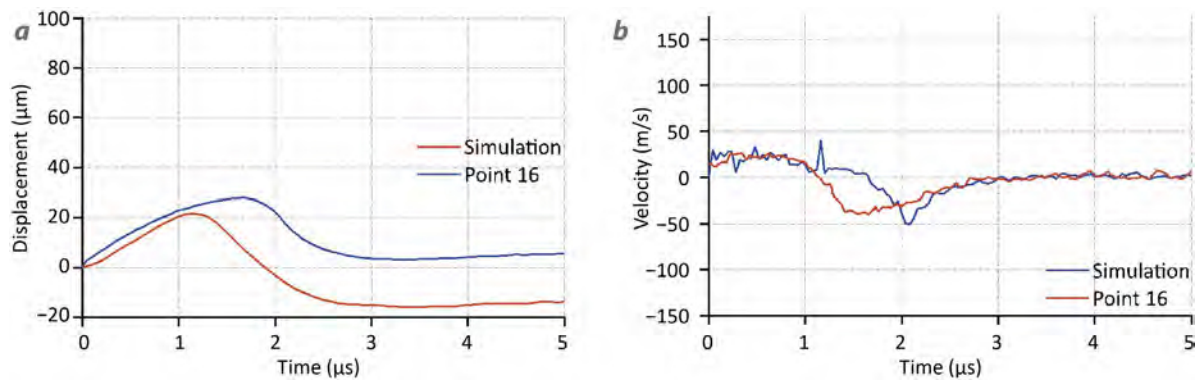 a
100
80
60
40
20
0
−20
Displacement (µm)
Simulation
Point 16
0 1 2 3 4 5
Time (µs)
b
150
100
50
0
−50
−100
−150
Velocity (m/s)
Simulation
Point 16
0 1 2 3 4 5
Time (µs)